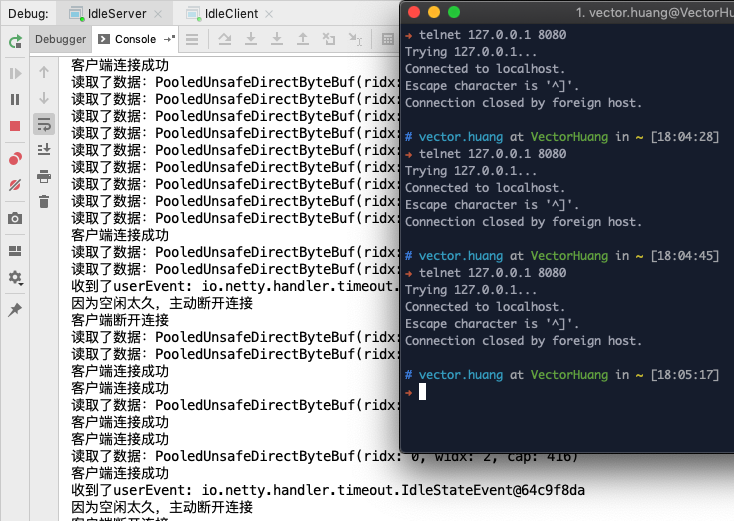 Debug:
IdleServer
IdleClient
Debugger
Console
客户端连接成功
读取了数据: PooledUnsafeDirectByteBuf(ridx:
读取了数据: PooledUnsafeDirectByteBuf(ridx:
读取了数据: PooledUnsafeDirectByteBuf(ridx:
读取了数据: PooledUnsafeDirectByteBuf(ridx:
读取了数据: PooledUnsafeDirectByteBuf(ridx:
读取了数据: PooledUnsafeDirectByteBuf(ridx:
读取了数据: PooledUnsafeDirectByteBuf(ridx:
读取了数据: PooledUnsafeDirectByteBuf(ridx:
读取了数据: PooledUnsafeDirectByteBuf(ridx:
客户端连接成功
读取了数据: PooledUnsafeDirectByteBuf(ridx:
读取了数据: PooledUnsafeDirectByteBuf(ridx:
收到了userEvent: io.netty.handler.timeout.
因为空闲太久，主动断开连接
客户端断开连接
读取了数据: PooledUnsafeDirectByteBuf(ridx:
读取了数据: PooledUnsafeDirectByteBuf(ridx:
客户端连接成功
客户端连接成功
读取了数据: PooledUnsafeDirectByteBuf(ridx:
客户端连接成功
客户端连接成功
读取了数据: PooledUnsafeDirectByteBuf(ridx: 0, widx: 2, cap: 416)
客户端连接成功
收到了userEvent: io.netty.handler.timeout.IdleStateEvent@64c9f8da
因为空闲太久，主动断开连接
客户端断开连接
1. vector.huang@VectorHuang
➜ telnet 127.0.0.1 8080
Trying 127.0.0.1...
Connected to localhost.
Escape character is '^]'.
Connection closed by foreign host.
# vector.huang at VectorHuang in ~ [18:04:28]
➜ telnet 127.0.0.1 8080
Trying 127.0.0.1...
Connected to localhost.
Escape character is '^]'.
Connection closed by foreign host.
# vector.huang at VectorHuang in ~ [18:04:45]
➜ telnet 127.0.0.1 8080
Trying 127.0.0.1...
Connected to localhost.
Escape character is '^]'.
Connection closed by foreign host.
# vector.huang at VectorHuang in ~ [18:05:17]
➜